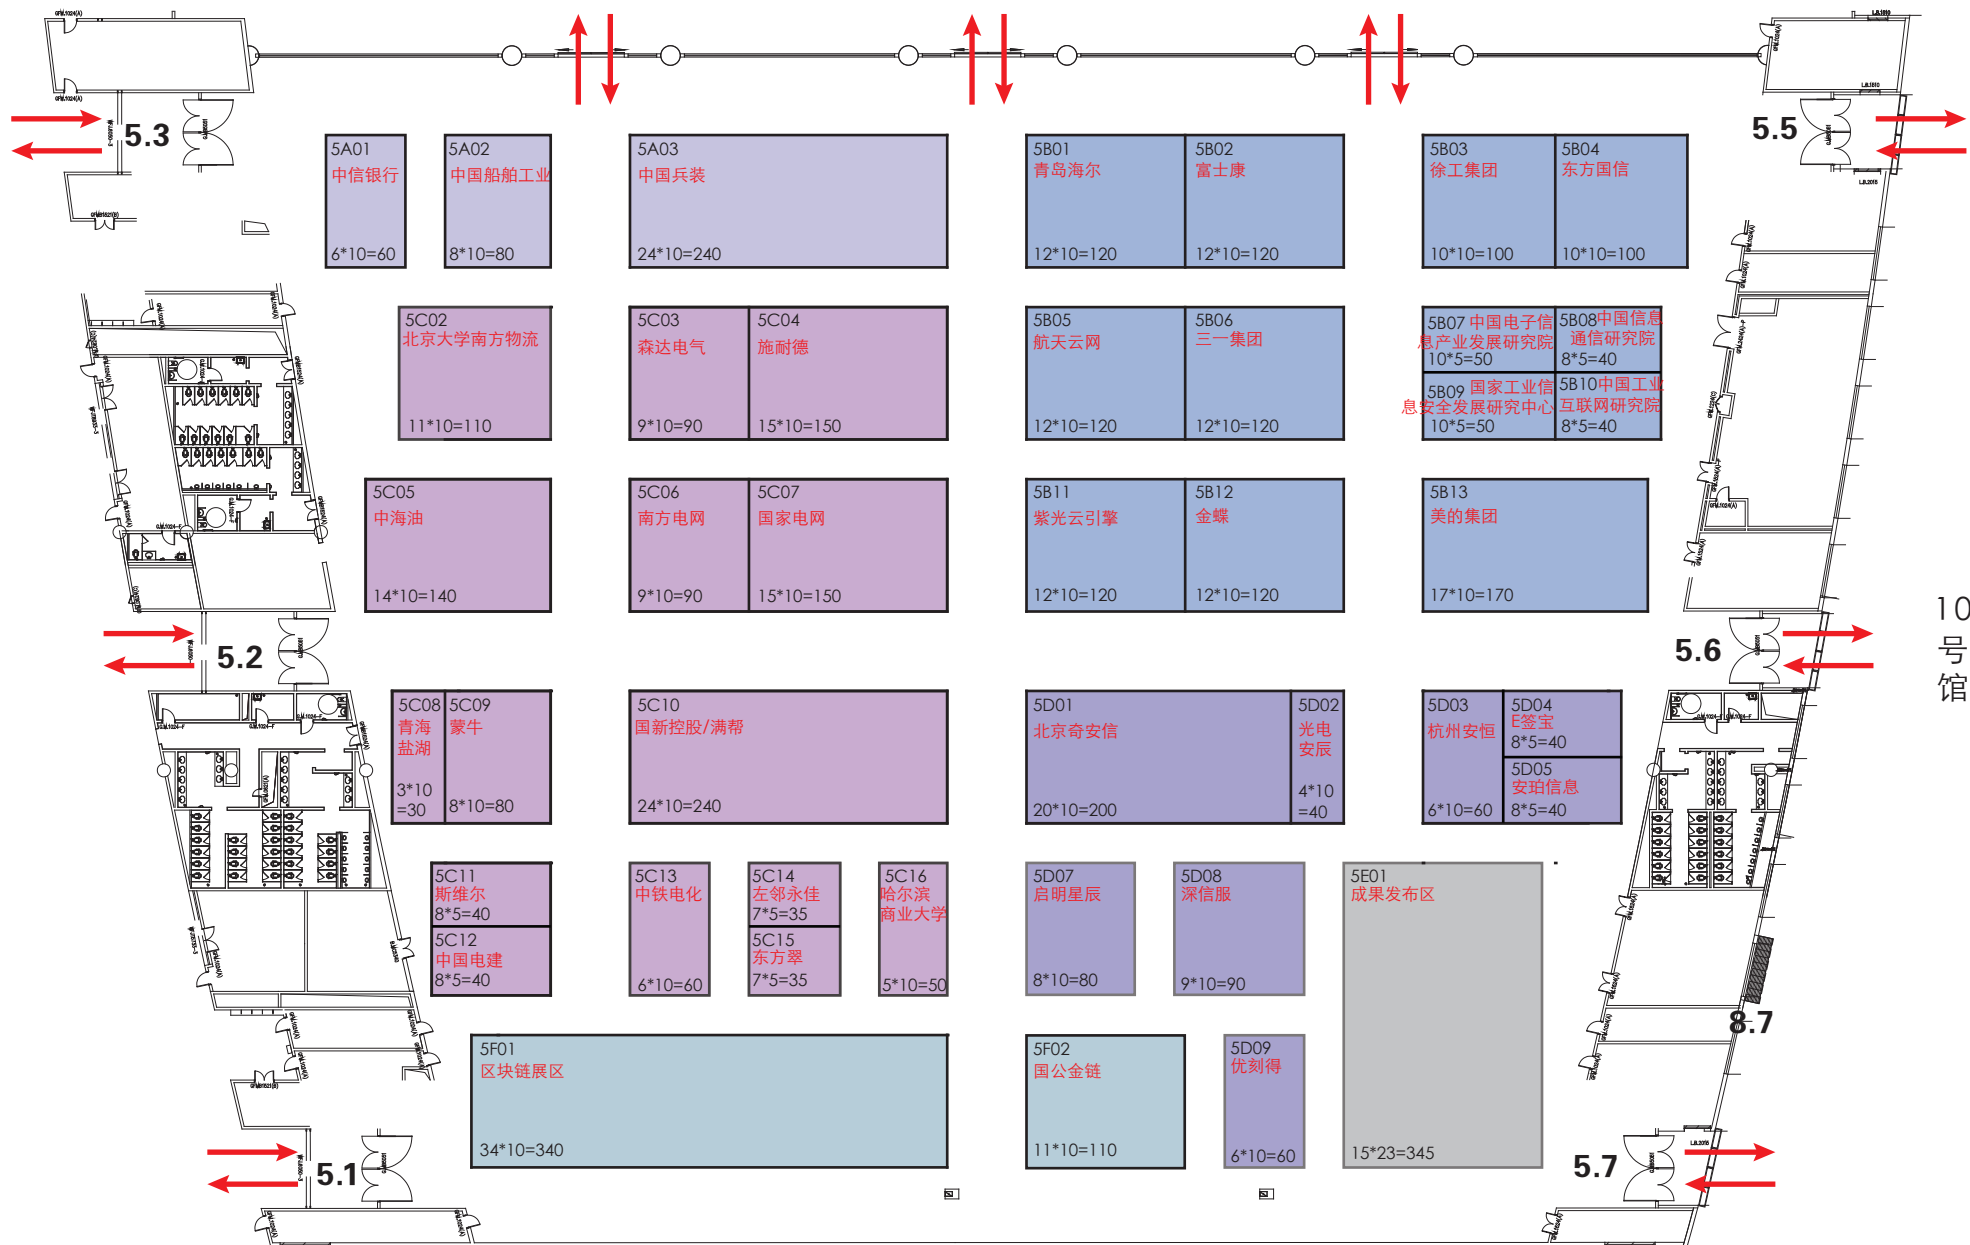 5.3
5.5
5A01
中信银行
6*10=60
5A02
中国船舶工业
8*10=80
5A03
中国兵装
24*10=240
5B01
青岛海尔
12*10=120
5B02
富士康
12*10=120
5B03
徐工集团
10*10=100
5B04
东方国信
10*10=100
5C02
北京大学南方物流
11*10=110
5C03
森达电气
9*10=90
5C04
施耐德
15*10=150
5B05
航天云网
12*10=120
5B06
三一集团
12*10=120
5B07 中国电子信
息产业发展研究院
10*5=50
5B08中国信息
通信研究院
8*5=40
5B09 国家工业信
息安全发展研究中心
10*5=50
5B10中国工业
互联网研究院
8*5=40
5C05
中海油
14*10=140
5C06
南方电网
9*10=90
5C07
国家电网
15*10=150
5B11
紫光云引擎
12*10=120
5B12
金蝶
12*10=120
5B13
美的集团
17*10=170
5.2
5.6
10
号
馆
5C08
青海
盐湖
3*10
=30
5C09
蒙牛
8*10=80
5C10
国新控股/满帮
24*10=240
5D01
北京奇安信
20*10=200
5D02
光电
安辰
4*10
=40
5D03
杭州安恒
6*10=60
5D04
E签宝
8*5=40
5D05
安珀信息
8*5=40
5C11
斯维尔
8*5=40
5C12
中国电建
8*5=40
5C13
中铁电化
6*10=60
5C14
左邻永佳
7*5=35
5C15
东方翠
7*5=35
5C16
哈尔滨
商业大学
5*10=50
5D07
启明星辰
8*10=80
5D08
深信服
9*10=90
5E01
成果发布区
15*23=345
8.7
5F01
区块链展区
34*10=340
5F02
国公金链
11*10=110
5D09
优刻得
6*10=60
5.1
5.7